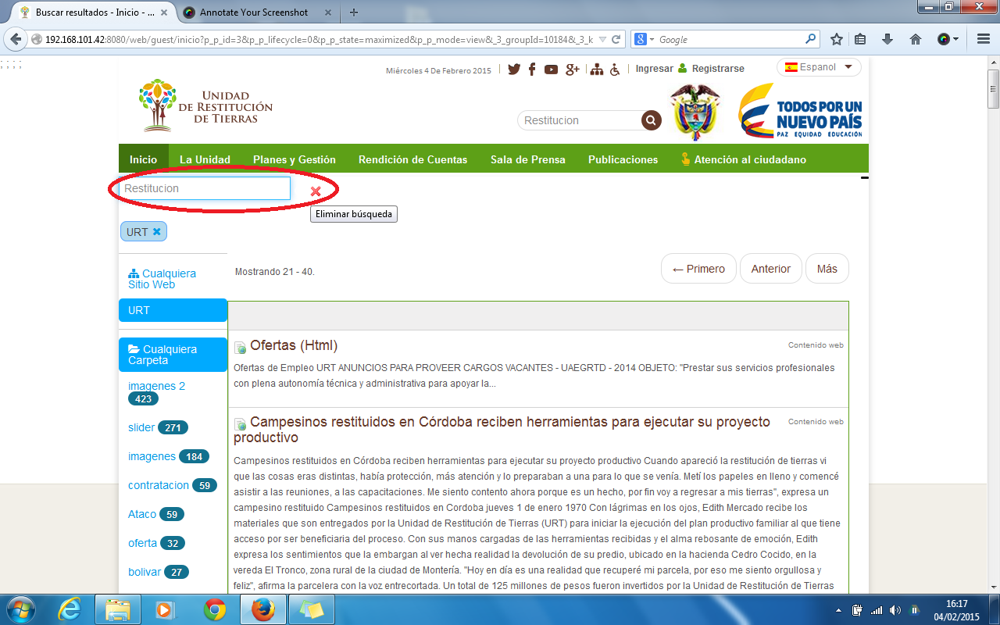 Buscar resultados - Inicio - ...
Annotate Your Screenshot
192.168.101.42:8080/web/guest/inicio?p_p_id=3&p_p_lifecycle=0&p_p_state=maximized&p_p_mode=view&_3_groupId=10184&_3_k
Google
Miércoles 4 De Febrero 2015
Ingresar
Registrarse
Espanol
UNIDAD
DE RESTITUCIÓN
DE TIERRAS
Restitucion
TODOS POR UN
NUEVO PAÍS
PAZ EQUIDAD EDUCACIÓN
Inicio
La Unidad
Planes y Gestión
Rendición de Cuentas
Sala de Prensa
Publicaciones
Atención al ciudadano
Restitucion
Eliminar búsqueda
URT
Cualquiera
Sitio Web
URT
Cualquiera
Carpeta
imagenes 2
423
slider 271
imagenes 184
contratacion 59
Ataco 59
oferta 32
bolivar 27
Mostrando 21 - 40.
← Primero
Anterior
Más
Ofertas (Html)
Contenido web
Ofertas de Empleo URT ANUNCIOS PARA PROVEER CARGOS VACANTES - UAEGRTD - 2014 OBJETO: "Prestar sus servicios profesionales
con plena autonomía técnica y administrativa para apoyar la...
Campesinos restituidos en Córdoba reciben herramientas para ejecutar su proyecto
productivo
Contenido web
Campesinos restituidos en Córdoba reciben herramientas para ejecutar su proyecto productivo Cuando apareció la restitución de tierras vi
que las cosas eras distintas, había protección, más atención y lo preparaban a una para lo que se venía. Metí los papeles en lleno y comencé
asistir a las reuniones, a las capacitaciones. Me siento contento ahora porque es un hecho, por fin voy a regresar a mis tierras", expresa un
campesino restituido Campesinos restituidos en Cordoba jueves 1 de enero 1970 Con lágrimas en los ojos, Edith Mercado recibe los
materiales que son entregados por la Unidad de Restitución de Tierras (URT) para iniciar la ejecución del plan productivo familiar al que tiene
acceso por ser beneficiaria del proceso. Con sus manos cargadas de las herramientas recibidas y el alma rebotante de emoción, Edith
expresa los sentimientos que la embargan al ver hecha realidad la devolución de su predio, ubicado en la hacienda Cedro Cocido, en la
vereda El Tronco, zona rural de la ciudad de Montería. "Hoy en día es una realidad que recuperé mi parcela, por eso me siento orgullosa y
feliz", afirma la parcelera con la voz entrecortada. Un total de 125 millones de pesos fueron invertidos por la Unidad de Restitución de Tierras
16:17
04/02/2015